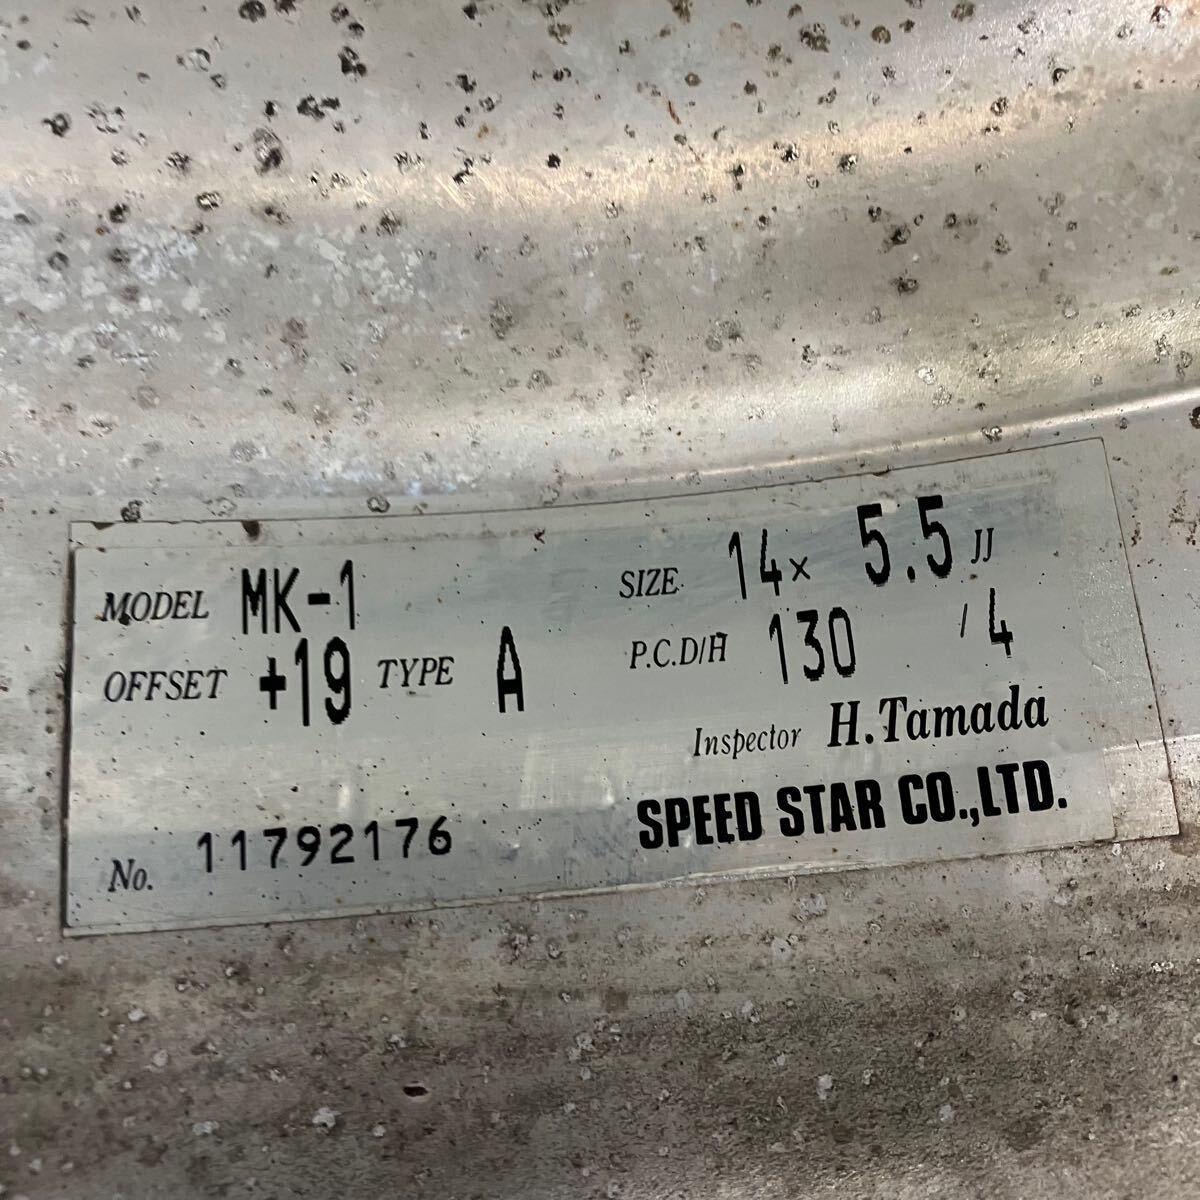 MODEL MK-1 SIZE 14× 5.5 JJ
OFFSET +19 TYPE A P.C.D/H 130 / 4
Inspector H.Tamada
No. 11792176 SPEED STAR CO.,LTD.